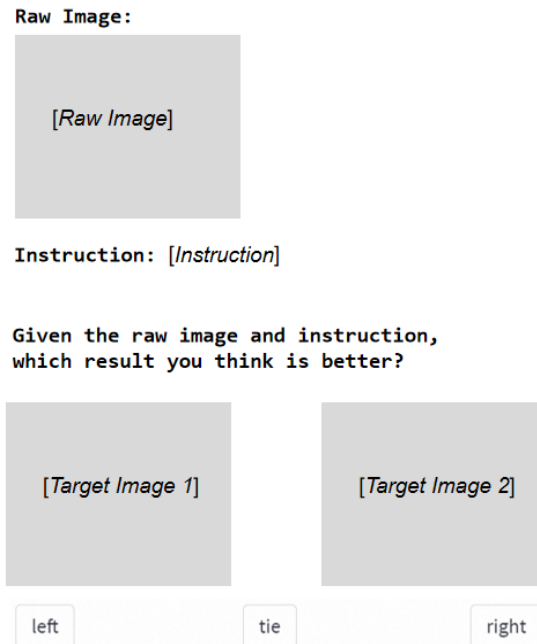 Raw Image:
[Raw Image]
Instruction: [Instruction]
Given the raw image and instruction,
which result you think is better?
[Target Image 1] [Target Image 2]
left tie right